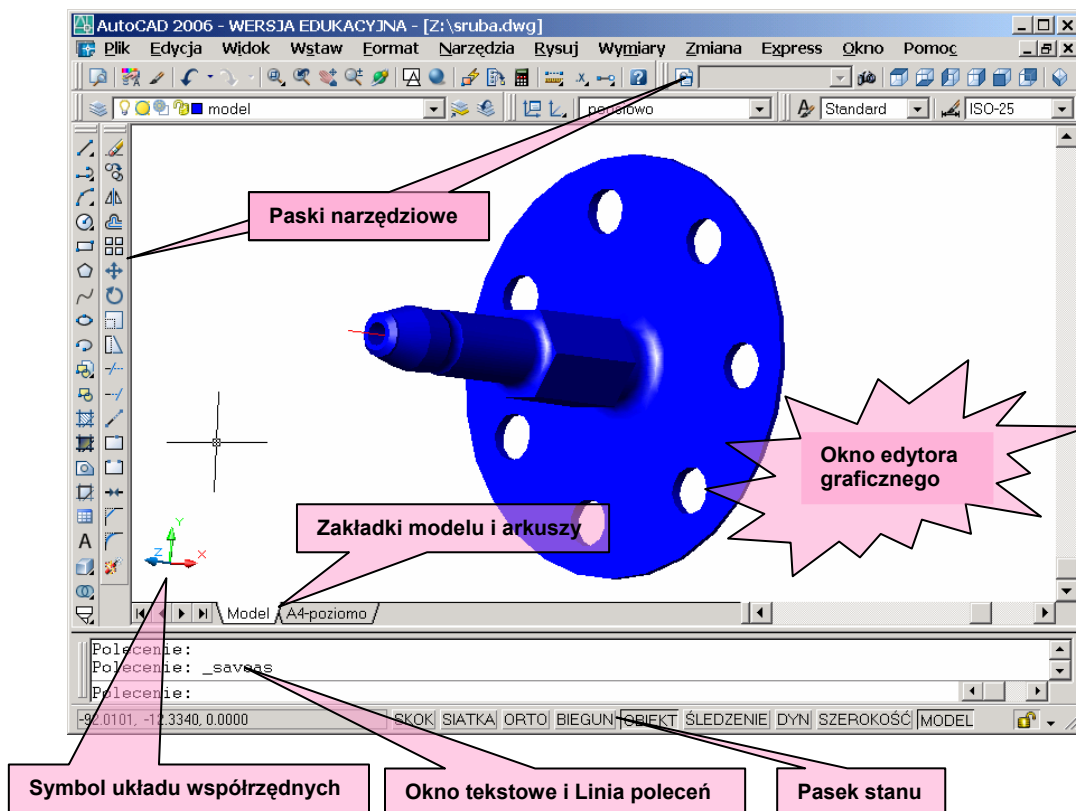 AutoCAD 2006 - WERSJA EDUKACYJNA - [Z:\sruba.dwg]
Plik Edycja Widok Wstaw Format Narzędzia Rysuj Wymiary Zmiana Express Okno Pomoc
model Standard ISO-25
Paski narzędziowe
Okno edytora
graficznego
Zakładki modelu i arkuszy
Y
Z X
Model A4-poziomo
Polecenie:
Polecenie: _saveas
Polecenie:
-92.0101, -12.3340, 0.0000 SKOK SIATKA ORTO BIEGUN OBIEKT ŚLEDZENIE DYN SZEROKOŚĆ MODEL
Symbol układu współrzędnych Okno tekstowe i Linia poleceń Pasek stanu